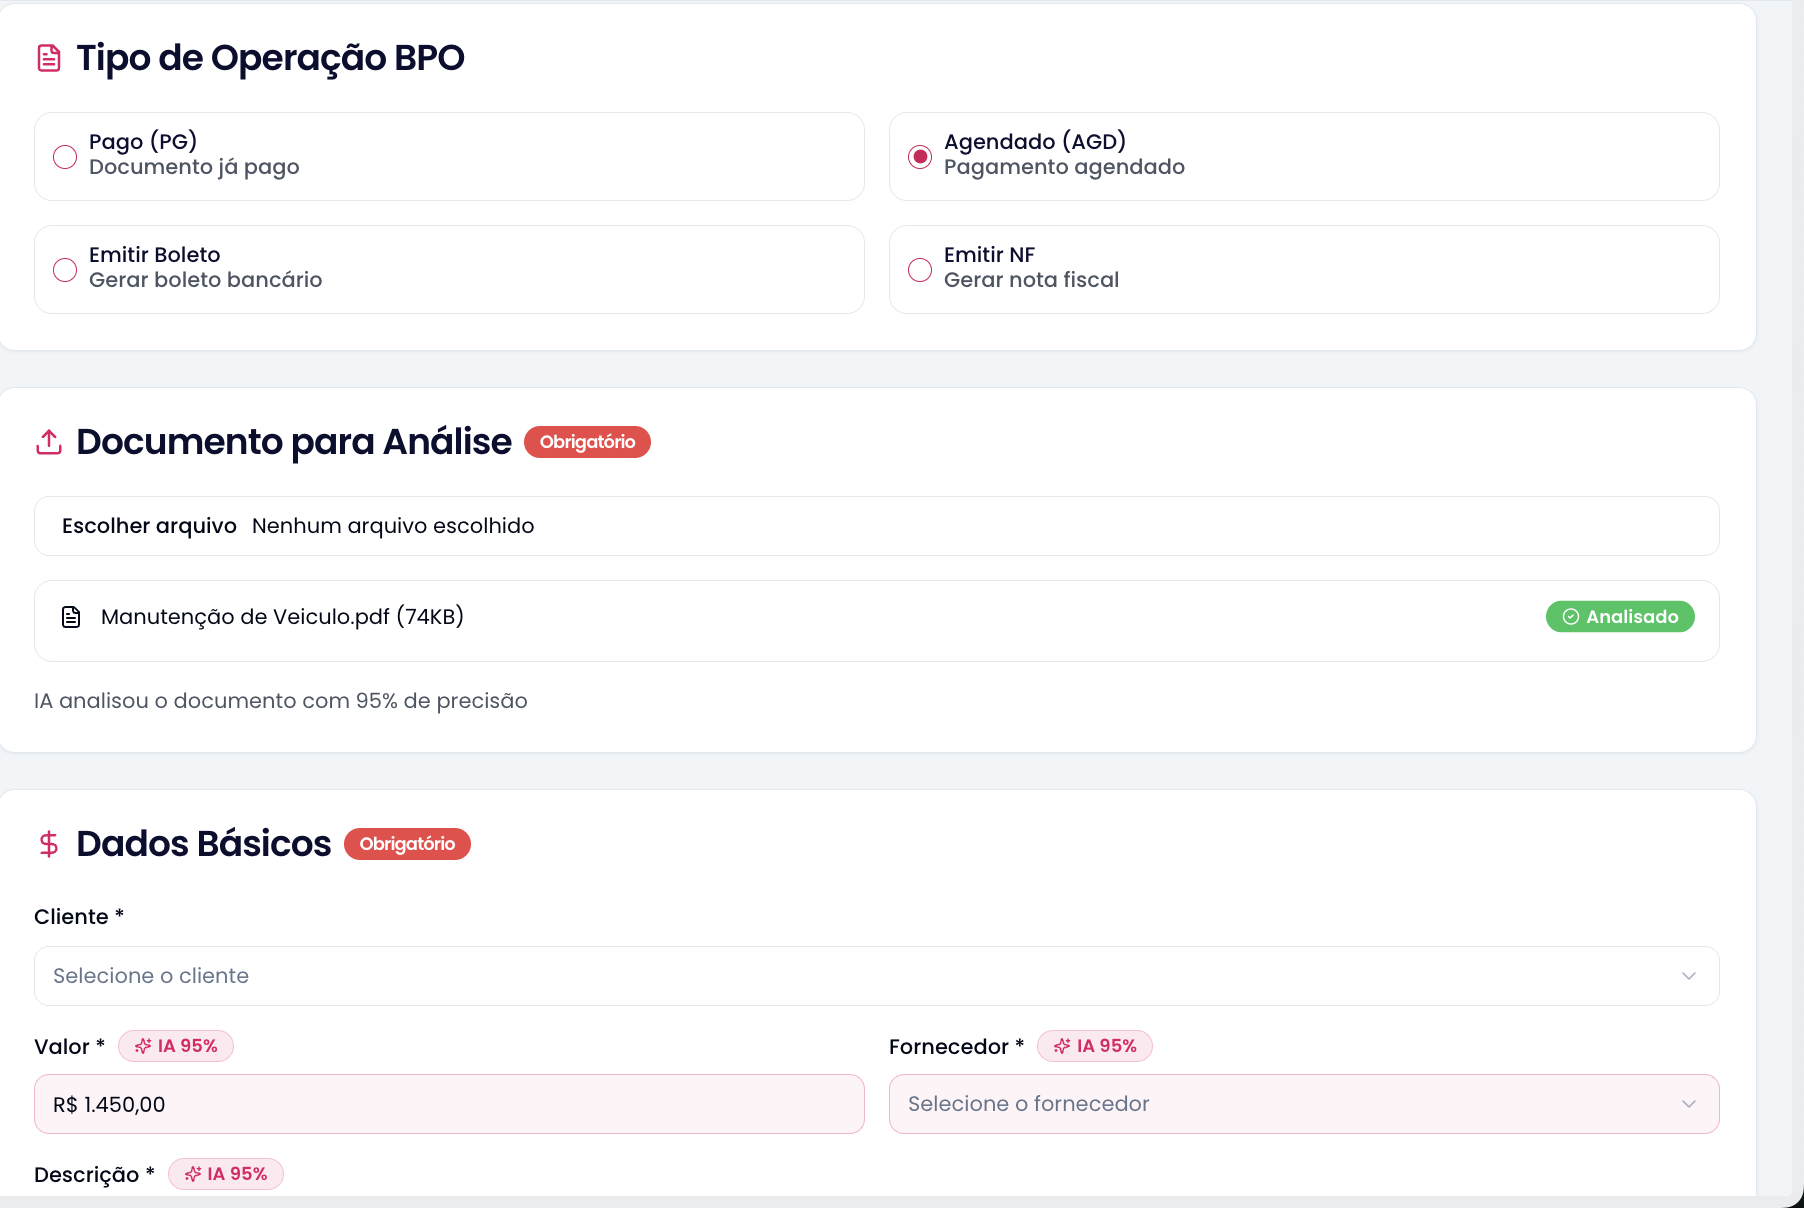 Tipo de Operação BPO
Pago (PG)
Documento já pago
Agendado (AGD)
Pagamento agendado
Emitir Boleto
Gerar boleto bancário
Emitir NF
Gerar nota fiscal
Documento para Análise Obrigatório
Escolher arquivo Nenhum arquivo escolhido
Manutenção de Veiculo.pdf (74KB) Analisado
IA analisou o documento com 95% de precisão
Dados Básicos Obrigatório
Cliente *
Selecione o cliente
Valor * IA 95%
R$ 1.450,00
Fornecedor * IA 95%
Selecione o fornecedor
Descrição * IA 95%